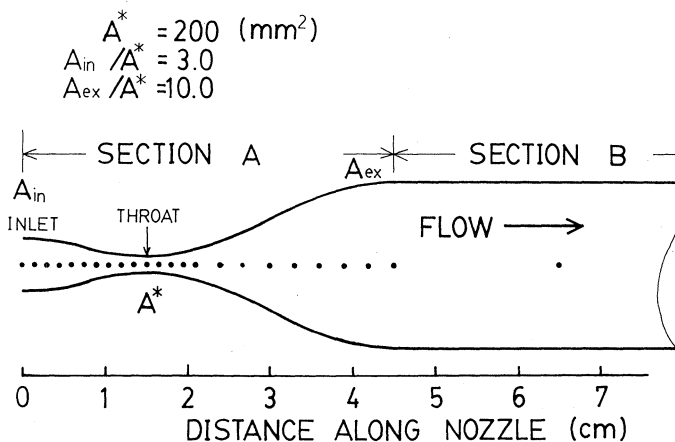 A* = 200 (mm²)
Ain /A* = 3.0
Aex /A* =10.0
SECTION A
SECTION B
Aex
Ain
INLET
THROAT
FLOW
A*
0 1 2 3 4 5 6 7
DISTANCE ALONG NOZZLE (cm)